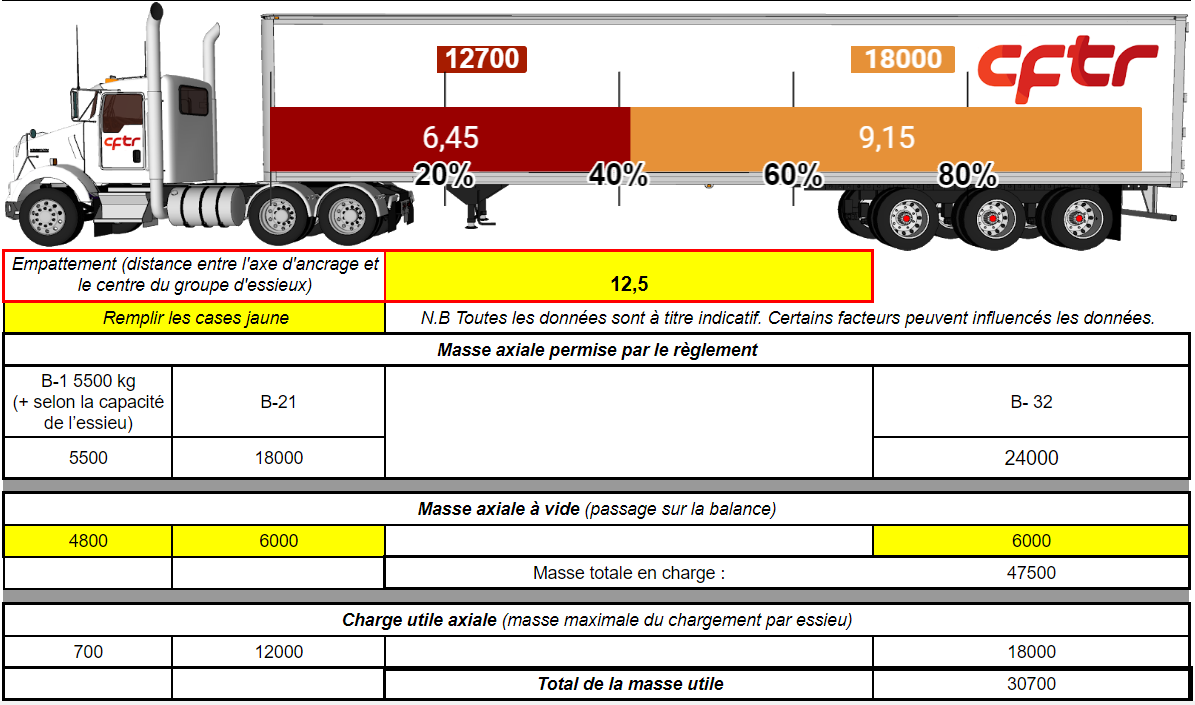 12700
18000
cftr
6,45
9,15
cftr
20%
40%
60%
80%
Empattement (distance entre l'axe d'ancrage et
le centre du groupe d'essieux)
12,5
Remplir les cases jaune
N.B Toutes les données sont à titre indicatif. Certains facteurs peuvent influencés les données.
Masse axiale permise par le règlement
B-1 5500 kg
(+ selon la capacité
de l'essieu)
B-21
B- 32
5500
18000
24000
Masse axiale à vide (passage sur la balance)
4800
6000
6000
Masse totale en charge :
47500
Charge utile axiale (masse maximale du chargement par essieu)
700
12000
18000
Total de la masse utile
30700